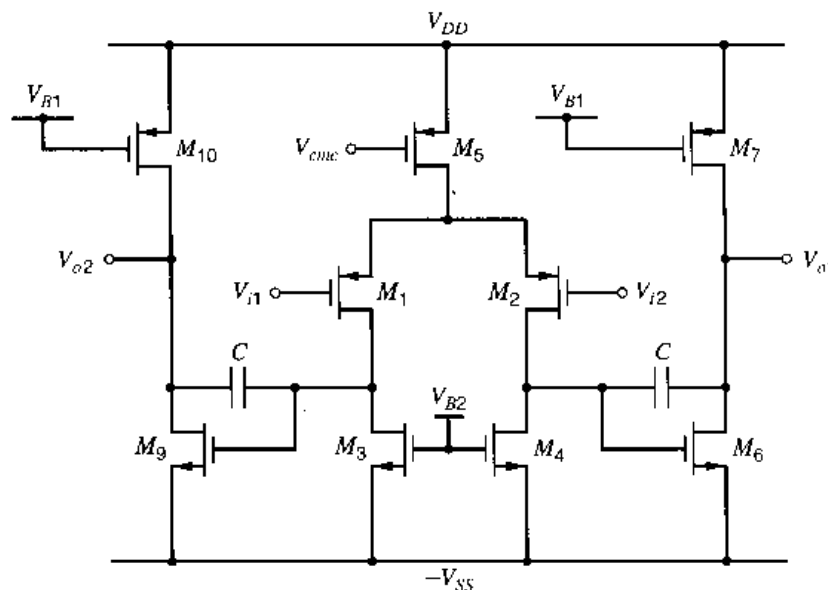 V_DD
V_B1
V_B1
M_10
V_cmc
M_5
M_7
V_o2
V_o
V_i1
M_1
M_2
V_i2
C
C
V_B2
M_9
M_3
M_4
M_6
−V_SS